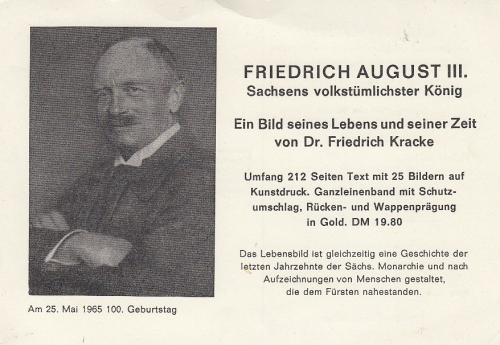 FRIEDRICH AUGUST III.
Sachsens volkstümlichster König
Ein Bild seines Lebens und seiner Zeit
von Dr. Friedrich Kracke
Umfang 212 Seiten Text mit 25 Bildern auf
Kunstdruck. Ganzleinenband mit Schutz-
umschlag, Rücken- und Wappenprägung
in Gold. DM 19.80
Das Lebensbild ist gleichzeitig eine Geschichte der
letzten Jahrzehnte der Sächs. Monarchie und nach
Aufzeichnungen von Menschen gestaltet,
die dem Fürsten nahestanden.
Am 25. Mai 1965 100. Geburtstag